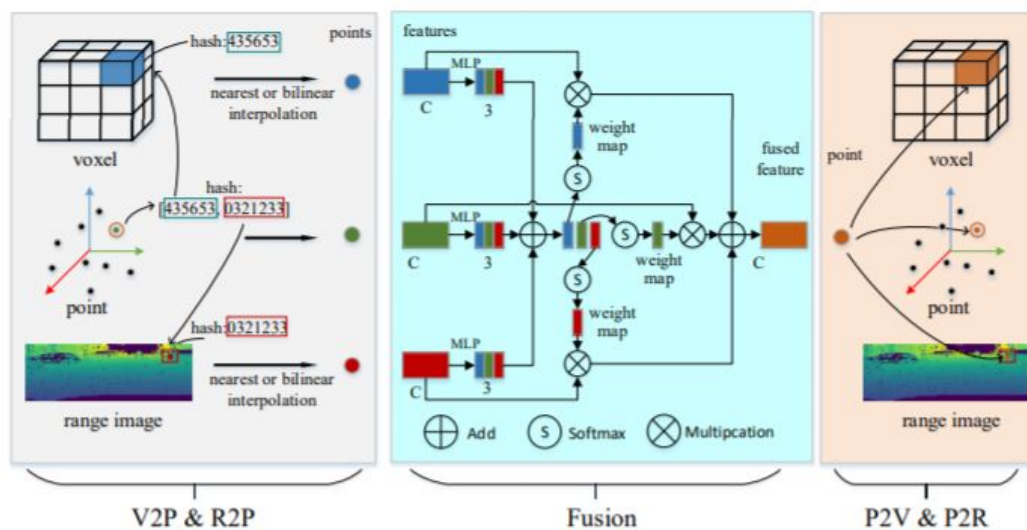 hash:435653
points
nearest or bilinear
interpolation
voxel
hash:
[435653, 0321233]
point
hash:0321233
nearest or bilinear
interpolation
range image
V2P & R2P
features
MLP
C
3
weight
map
S
fused
feature
MLP
C
3
S
weight
map
C
S
MLP
C
3
weight
map
Add
S
Softmax
Multipcation
Fusion
point
voxel
point
range image
P2V & P2R